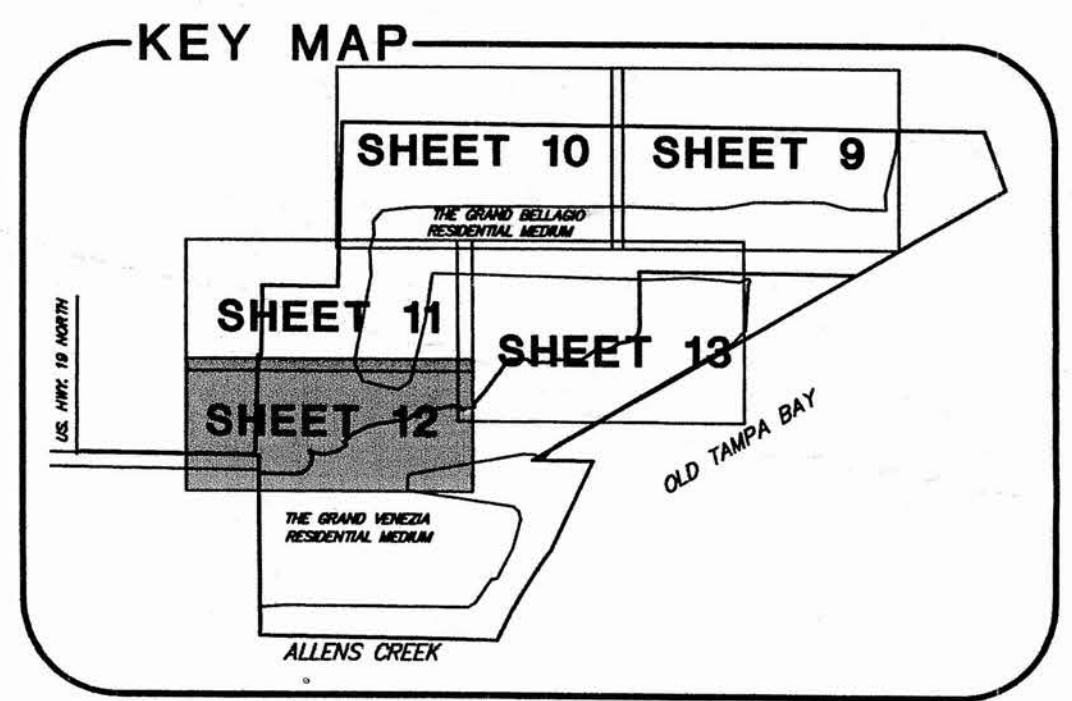 KEY MAP
SHEET 10
SHEET 9
THE GRAND BELLAGIO
RESIDENTIAL MEDIUM
US. HWY. 19 NORTH
SHEET 11
SHEET 13
SHEET 12
OLD TAMPA BAY
THE GRAND VENEZIA
RESIDENTIAL MEDIUM
ALLENS CREEK